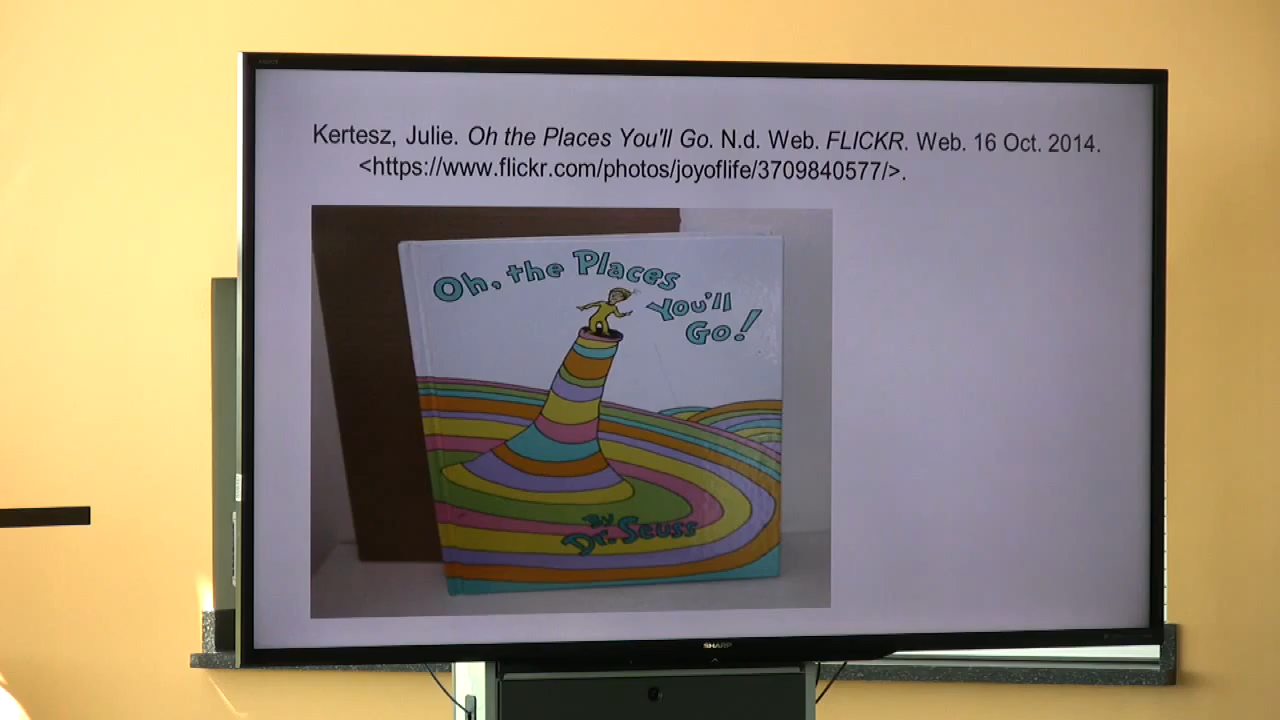 Kertesz, Julie. Oh the Places You'll Go. N.d. Web. FLICKR. Web. 16 Oct. 2014.
<https://www.flickr.com/photos/joyoflife/3709840577/>.
Oh, the Places
You'll
Go!
By
Dr. Seuss
SHARP